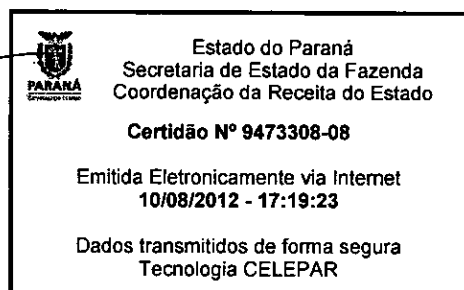 PARANÁ
Estado do Paraná
Secretaria de Estado da Fazenda
Coordenação da Receita do Estado
Certidão Nº 9473308-08
Emitida Eletronicamente via Internet
10/08/2012 - 17:19:23
Dados transmitidos de forma segura
Tecnologia CELEPAR